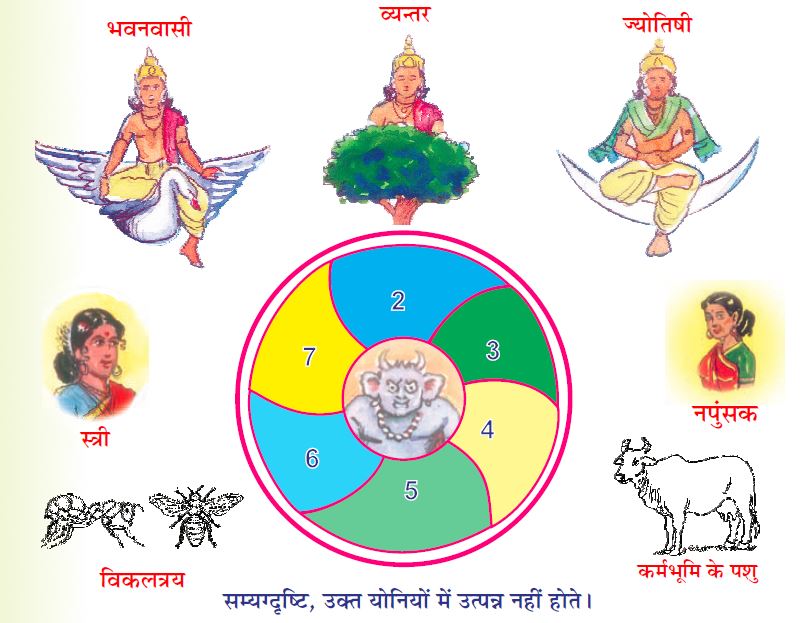 भवनवासी
व्यन्तर
ज्योतिषी
2
3
7
4
6
5
स्त्री
नपुंसक
विकलत्रय
कर्मभूमि के पशु
सम्यग्दृष्टि, उक्त योनियों में उत्पन्न नहीं होते।